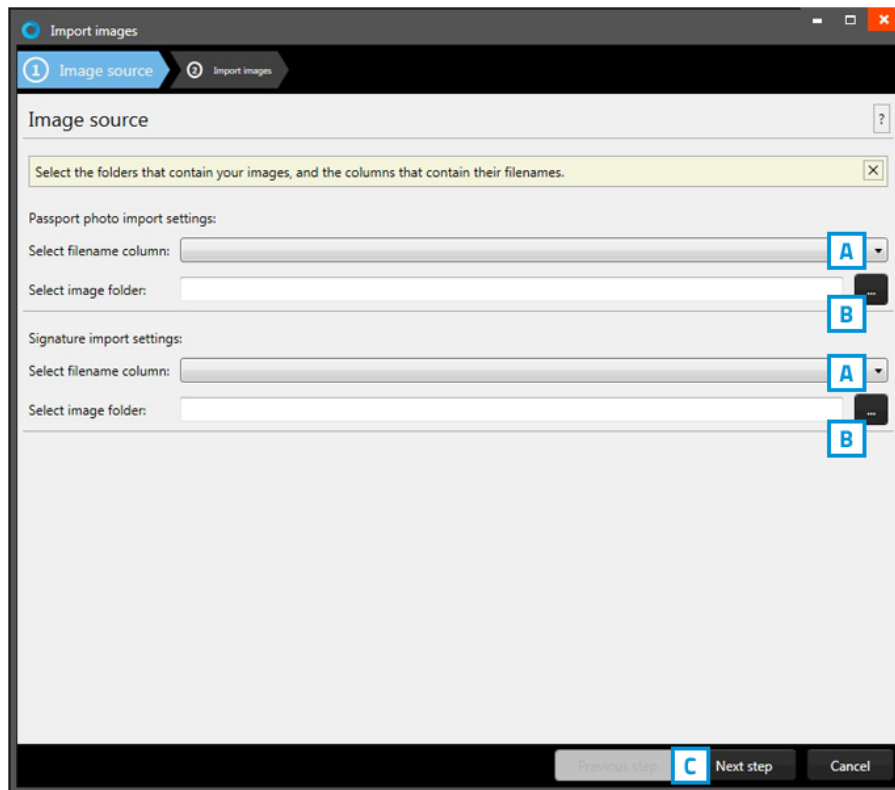 Import images
1 Image source 2 Import images
Image source ?
Select the folders that contain your images, and the columns that contain their filenames.
Passport photo import settings:
Select filename column: A
Select image folder: ...
B
Signature import settings:
Select filename column: A
Select image folder: ...
B
Previous step C Next step Cancel